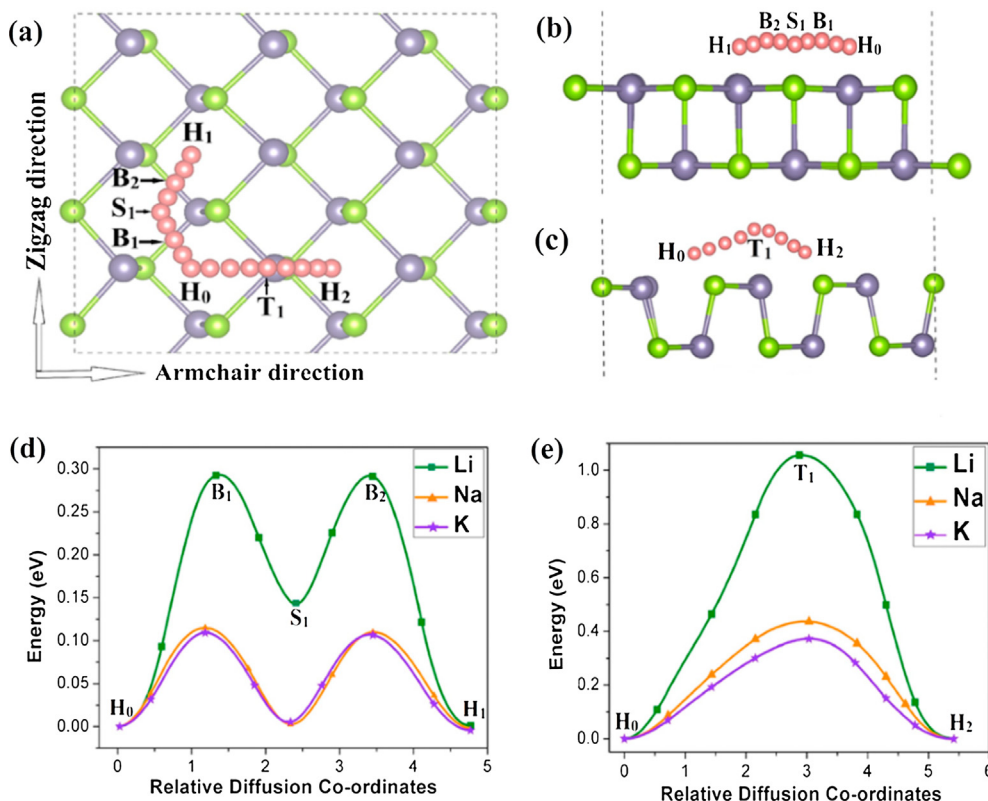 (a)
Zigzag direction
Armchair direction
H1
B2
S1
B1
H0
T1
H2
(b)
B2 S1 B1
H1
H0
(c)
H0
T1
H2
(d)
Energy (eV)
0.30
0.25
0.20
0.15
0.10
0.05
0.00
B1
B2
S1
H0
H1
Li
Na
K
0 1 2 3 4 5
Relative Diffusion Co-ordinates
(e)
Energy (eV)
1.0
0.8
0.6
0.4
0.2
0.0
T1
H0
H2
Li
Na
K
0 1 2 3 4 5 6
Relative Diffusion Co-ordinates